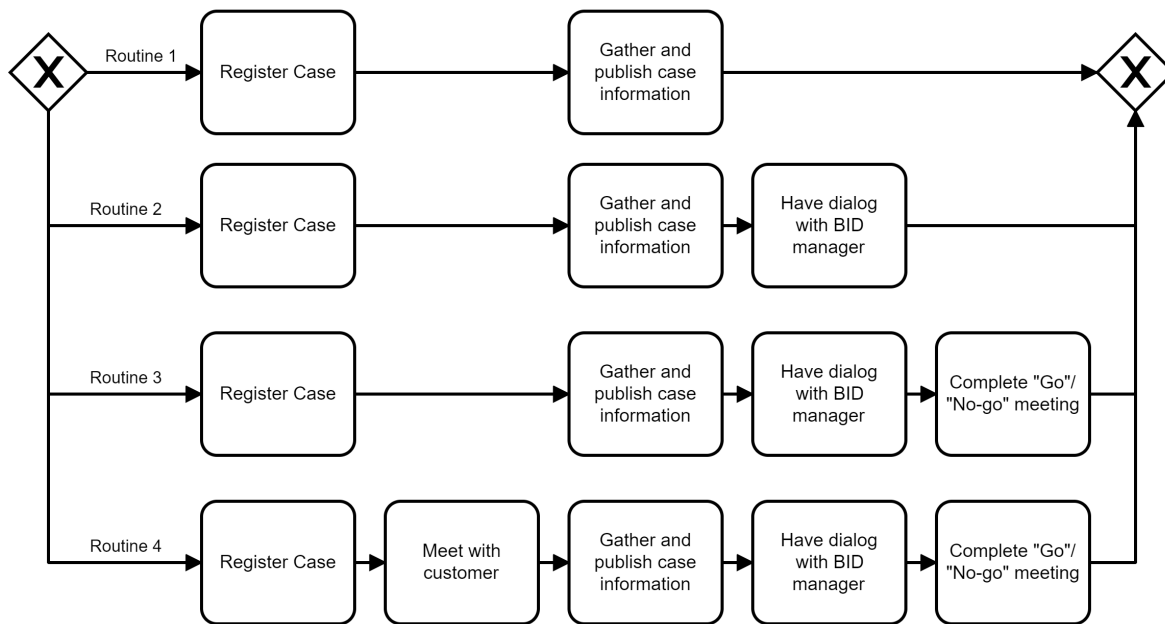 Routine 1
Register Case
Gather and
publish case
information
Routine 2
Register Case
Gather and
publish case
information
Have dialog
with BID
manager
Routine 3
Register Case
Gather and
publish case
information
Have dialog
with BID
manager
Complete "Go"/
"No-go" meeting
Routine 4
Register Case
Meet with
customer
Gather and
publish case
information
Have dialog
with BID
manager
Complete "Go"/
"No-go" meeting